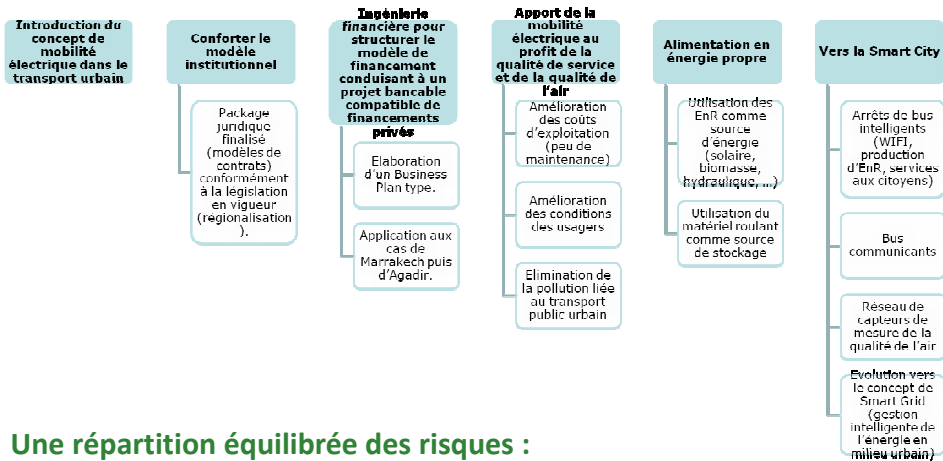 Introduction du
concept de
mobilité
électrique dans le
transport urbain
Conforter le
modèle
institutionnel
Package
juridique
finalisé
(modèles de
contrats)
conformément
à la législation
en vigueur
(régionalisation
).
Ingénierie
financière pour
structurer le
modèle de
financement
conduisant à un
projet bancable
compatible de
financements
privés
Elaboration
d'un Business
Plan type.
Application aux
cas de
Marrakech puis
d'Agadir.
Apport de la
mobilité
électrique au
profit de la
qualité de service
et de la qualité de
l'air
Amélioration
des coûts
d'exploitation
(peu de
maintenance)
Amélioration
des conditions
des usagers
Elimination de
la pollution liée
au transport
public urbain
Alimentation en
énergie propre
Utilisation des
EnR comme
source
d'énergie
(solaire,
biomasse,
hydraulique, …)
Utilisation du
matériel roulant
comme source
de stockage
Vers la Smart City
Arrêts de bus
intelligents
(WIFI,
production
d'EnR, services
aux citoyens)
Bus
communicants
Réseau de
capteurs de
mesure de la
qualité de l'air
Evolution vers
le concept de
Smart Grid
(gestion
intelligente de
l'énergie en
milieu urbain)
Une répartition équilibrée des risques :